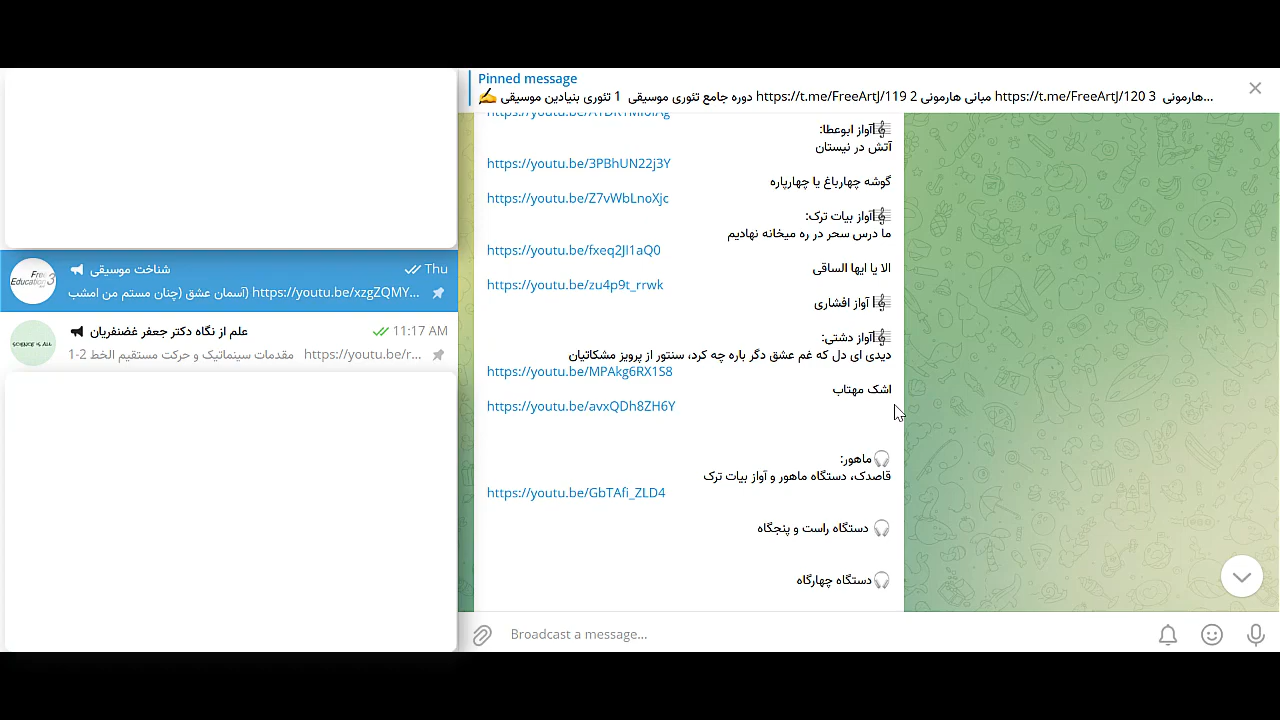 Pinned message
✍️ دوره جامع تئوری موسیقی 1 تئوری بنیادین موسیقی https://t.me/FreeArtJ/119 2 مبانی هارمونی https://t.me/FreeArtJ/120 3 هارمونی...
شناخت موسیقی
Thu
آسمان عشق (چنان مستم من امشب) https://youtu.be/xzgZQMY...
علم از نگاه دکتر جعفر غضنفریان
11:17 AM
مقدمات سینماتیک و حرکت مستقیم الخط 2-1 https://youtu.be/r...
Free
Education 3
SCIENCE IS ALL
آواز ابوعطا:
آتش در نیستان
https://youtu.be/3PBhUN22j3Y
گوشه چهارباغ یا چهارپاره
https://youtu.be/Z7vWbLnoXjc
آواز بیات ترک:
ما درس سحر در ره میخانه نهادیم
https://youtu.be/fxeq2JI1aQ0
الا یا ایها الساقی
https://youtu.be/zu4p9t_rrwk
آواز افشاری
آواز دشتی:
دیدی ای دل که غم عشق دگر باره چه کرد، سنتور از پرویز مشکاتیان
https://youtu.be/MPAkg6RX1S8
اشک مهتاب
https://youtu.be/avxQDh8ZH6Y
ماهور:
قاصدک، دستگاه ماهور و آواز بیات ترک
https://youtu.be/GbTAfi_ZLD4
دستگاه راست و پنجگاه
دستگاه چهارگاه
Broadcast a message...